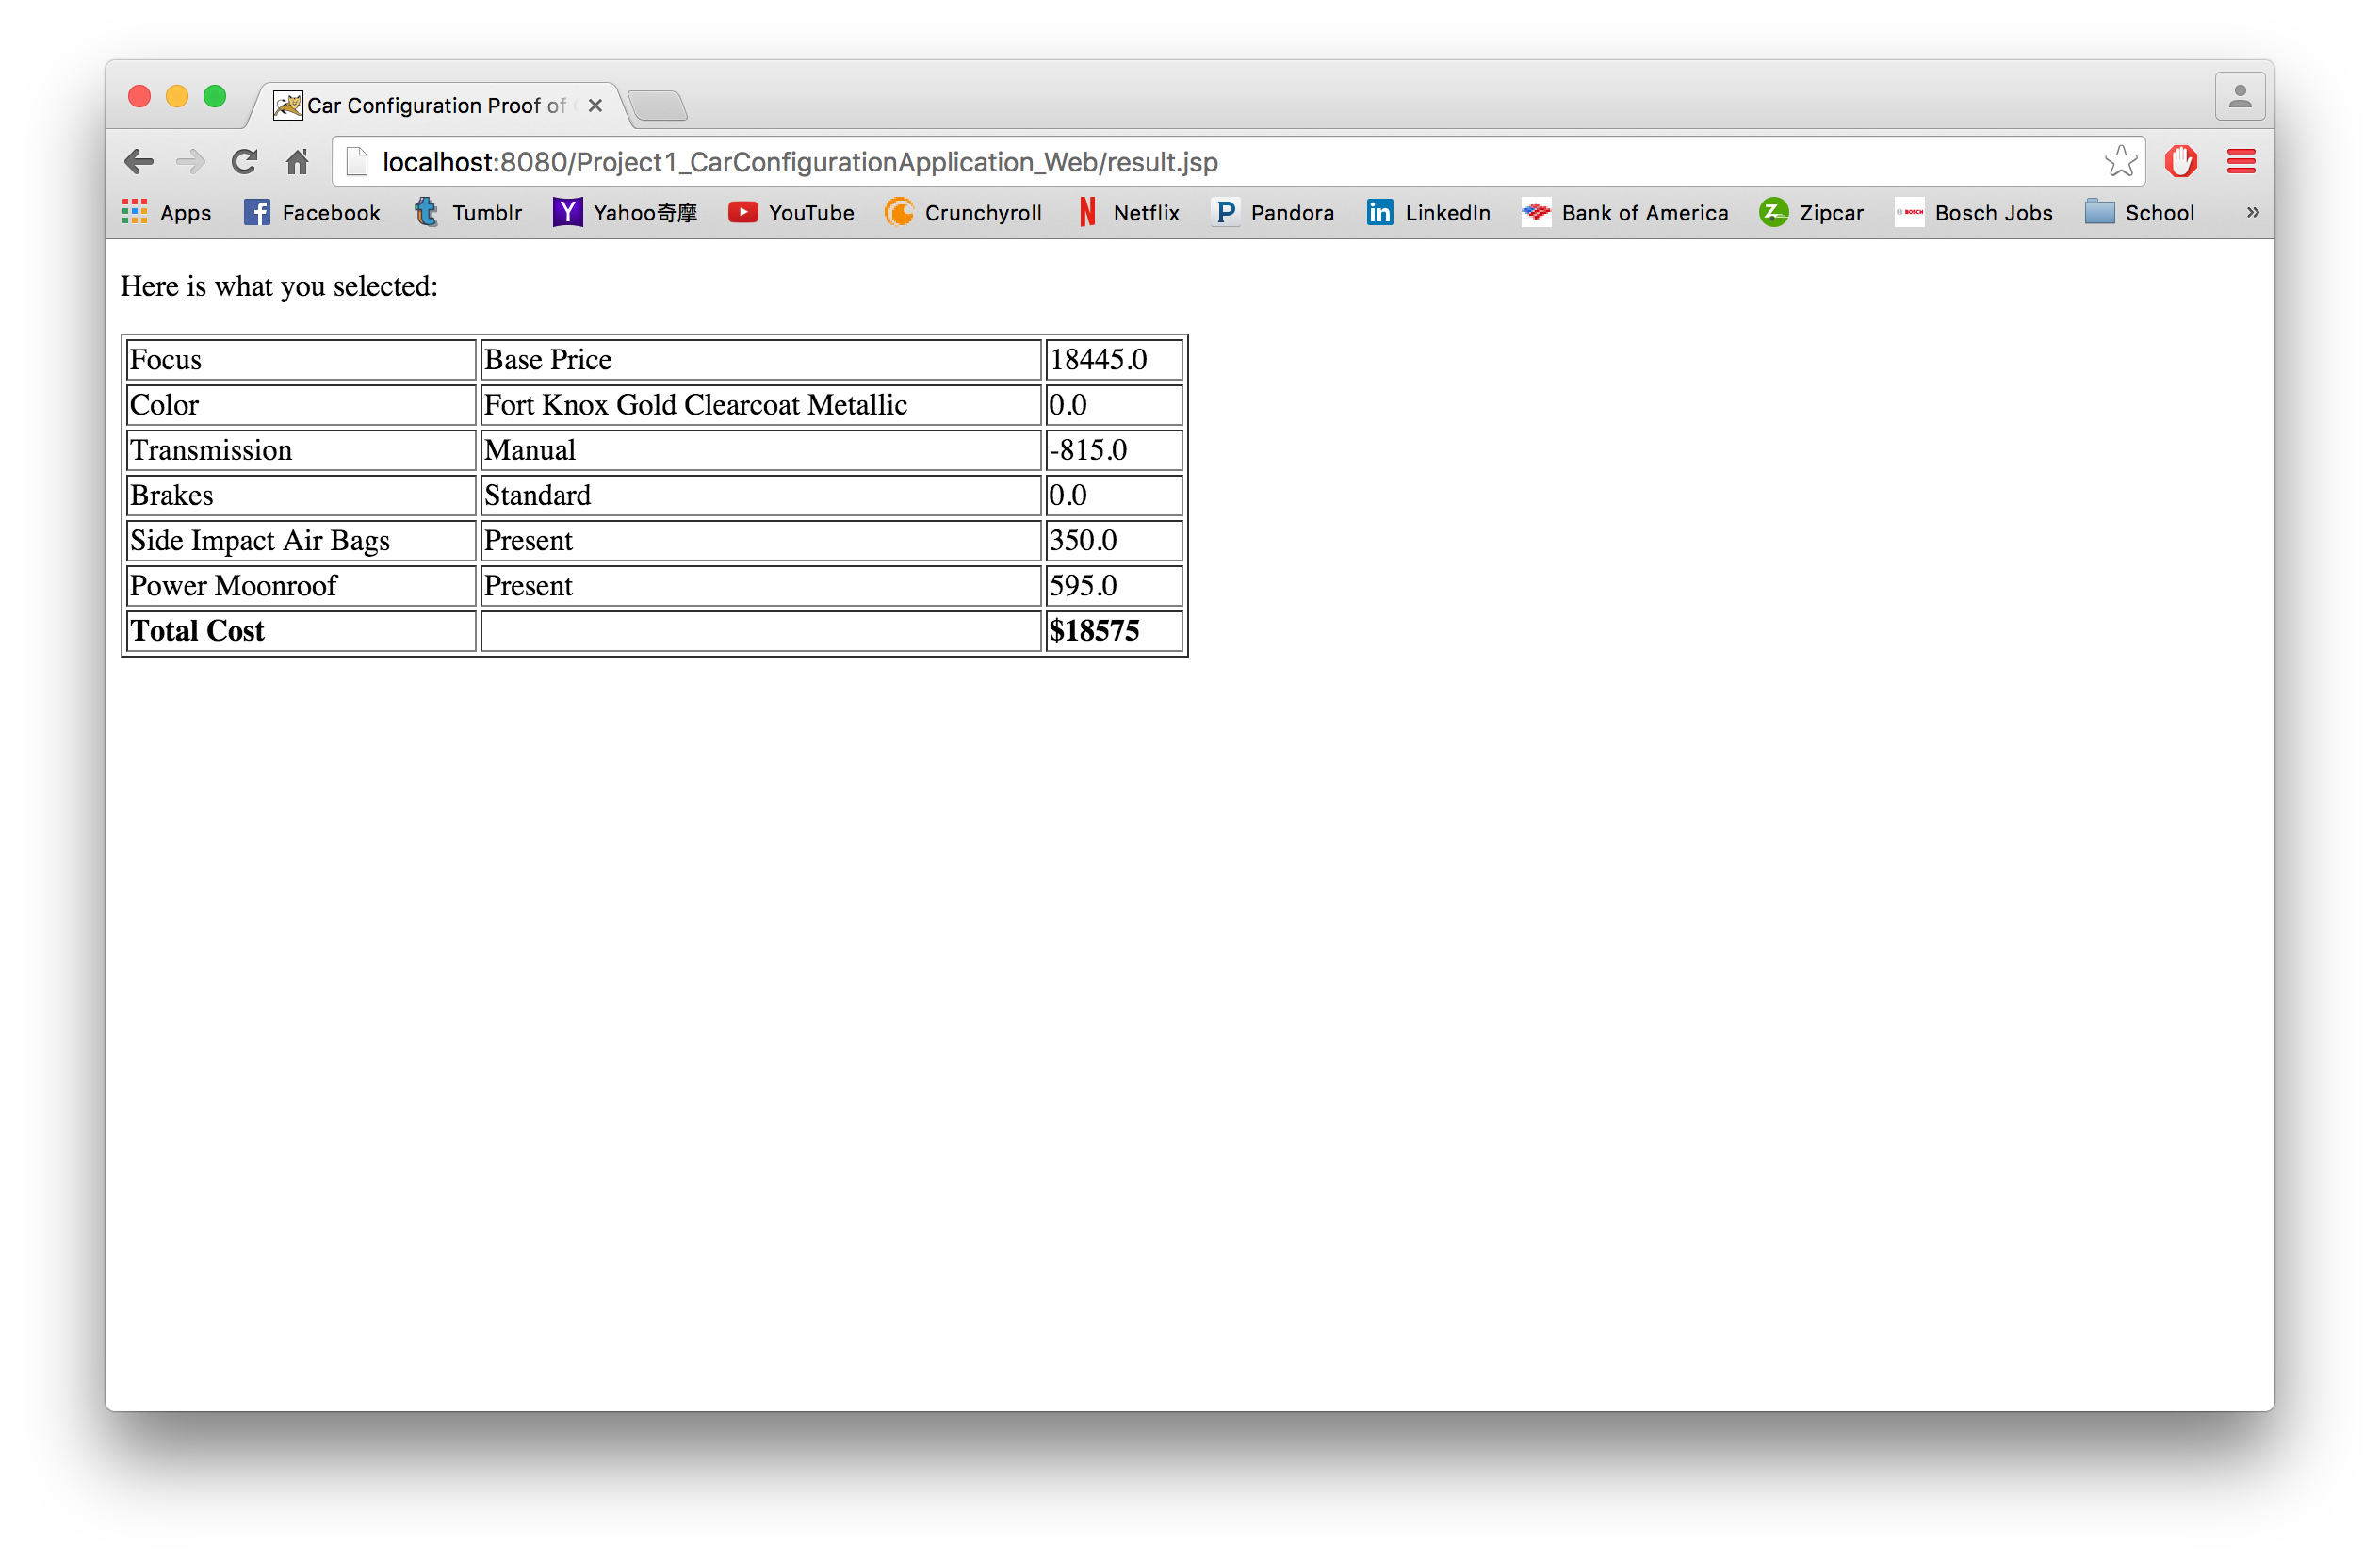 Car Configuration Proof of
localhost:8080/Project1_CarConfigurationApplication_Web/result.jsp
Apps Facebook Tumblr Yahoo奇摩 YouTube Crunchyroll Netflix Pandora LinkedIn Bank of America Zipcar BOSCH Bosch Jobs School »
Here is what you selected:
Focus Base Price 18445.0
Color Fort Knox Gold Clearcoat Metallic 0.0
Transmission Manual -815.0
Brakes Standard 0.0
Side Impact Air Bags Present 350.0
Power Moonroof Present 595.0
Total Cost $18575